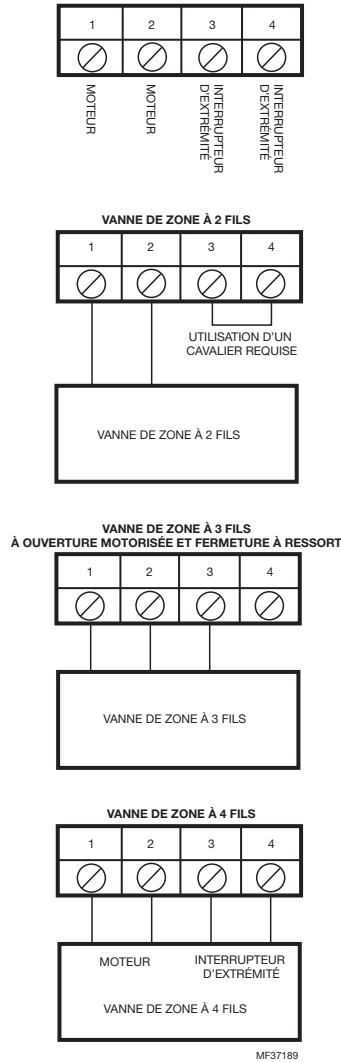 1 2 3 4
MOTEUR
MOTEUR
INTERRUPTEUR
D'EXTRÉMITÉ
INTERRUPTEUR
D'EXTRÉMITÉ
VANNE DE ZONE À 2 FILS
1 2 3 4
UTILISATION D'UN
CAVALIER REQUISE
VANNE DE ZONE À 2 FILS
VANNE DE ZONE À 3 FILS
À OUVERTURE MOTORISÉE ET FERMETURE À RESSORT
1 2 3 4
VANNE DE ZONE À 3 FILS
VANNE DE ZONE À 4 FILS
1 2 3 4
MOTEUR
INTERRUPTEUR
D'EXTRÉMITÉ
VANNE DE ZONE À 4 FILS
MF37189